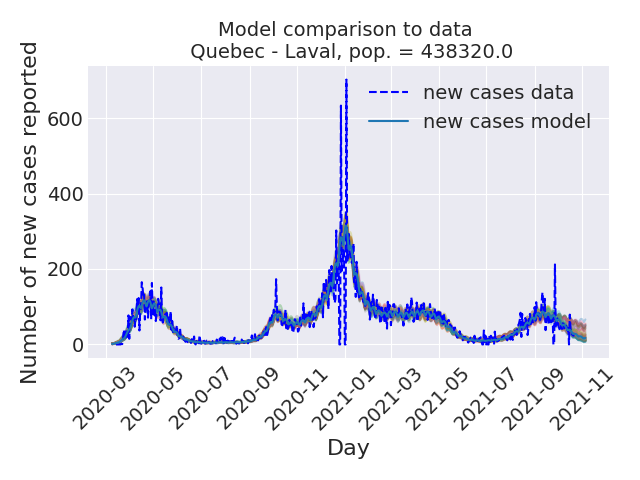 Model comparison to data
Quebec - Laval, pop. = 438320.0
Number of new cases reported
600
400
200
0
new cases data
new cases model
2020-03
2020-05
2020-07
2020-09
2020-11
2021-01
2021-03
2021-05
2021-07
2021-09
2021-11
Day